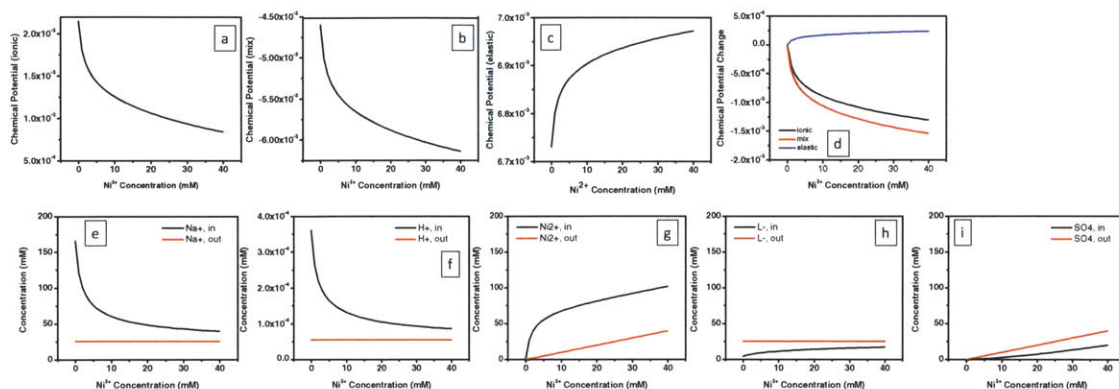 Chemical Potential (ionic)
2.0x10⁻³
1.5x10⁻³
1.0x10⁻³
5.0x10⁻⁴
a
0 10 20 30 40
Ni³⁺ Concentration (mM)
Chemical Potential (mix)
-4.50x10⁻³
-5.00x10⁻³
-5.50x10⁻³
-6.00x10⁻³
b
0 10 20 30 40
Ni³⁺ Concentration (mM)
Chemical Potential (elastic)
7.0x10⁻³
6.9x10⁻³
6.8x10⁻³
6.7x10⁻³
c
0 10 20 30 40
Ni²⁺ Concentration (mM)
Chemical Potential Change
5.0x10⁻⁴
0.0
-5.0x10⁻⁴
-1.0x10⁻³
-1.5x10⁻³
-2.0x10⁻³
ionic
mix
elastic
d
0 10 20 30 40
Ni³⁺ Concentration (mM)
Concentration (mM)
200
150
100
50
0
e
Na+, in
Na+, out
0 10 20 30 40
Ni³⁺ Concentration (mM)
Concentration (mM)
4.0x10⁻⁴
3.0x10⁻⁴
2.0x10⁻⁴
1.0x10⁻⁴
0.0
H+, in
H+, out
f
0 10 20 30 40
Ni³⁺ Concentration (mM)
Concentration (mM)
200
150
100
50
0
Ni2+, in
Ni2+, out
g
0 10 20 30 40
Ni³⁺ Concentration (mM)
Concentration (mM)
200
150
100
50
0
L-, in
L-, out
h
0 10 20 30 40
Ni³⁺ Concentration (mM)
Concentration (mM)
200
150
100
50
0
SO4, in
SO4, out
i
0 10 20 30 40
Ni³⁺ Concentration (mM)